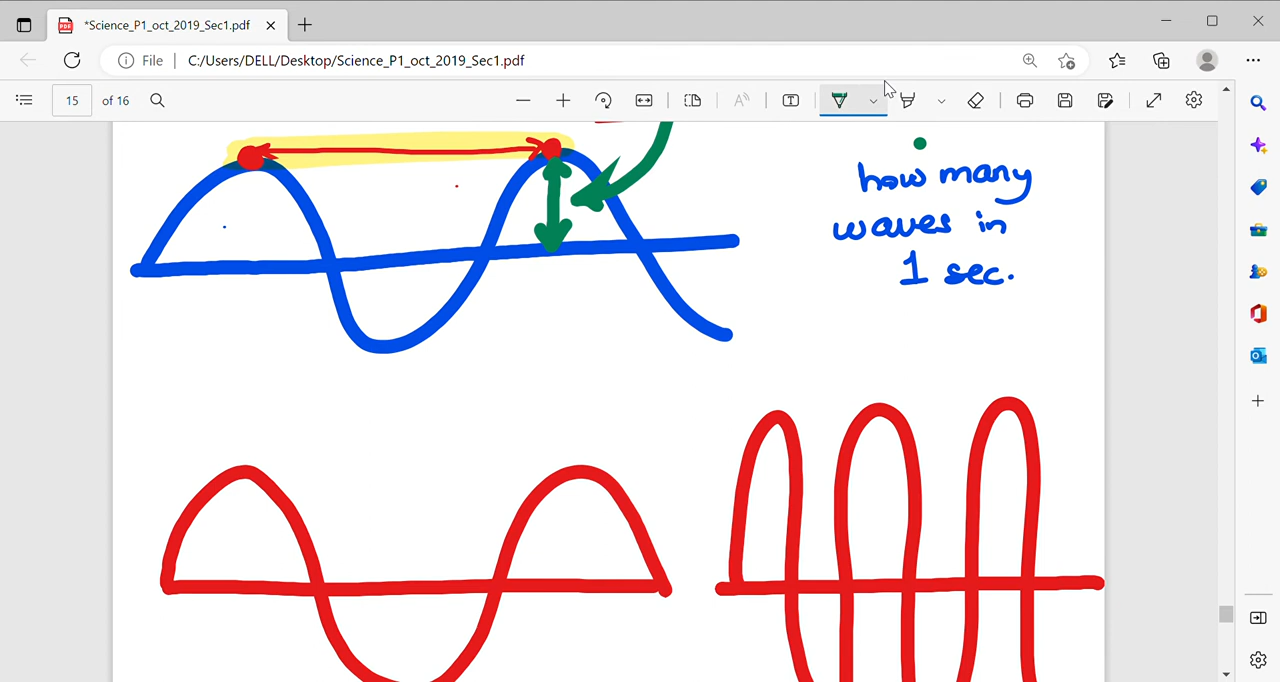 *Science_P1_oct_2019_Sec1.pdf
File
C:/Users/DELL/Desktop/Science_P1_oct_2019_Sec1.pdf
15 of 16
how many
waves in
1 sec.